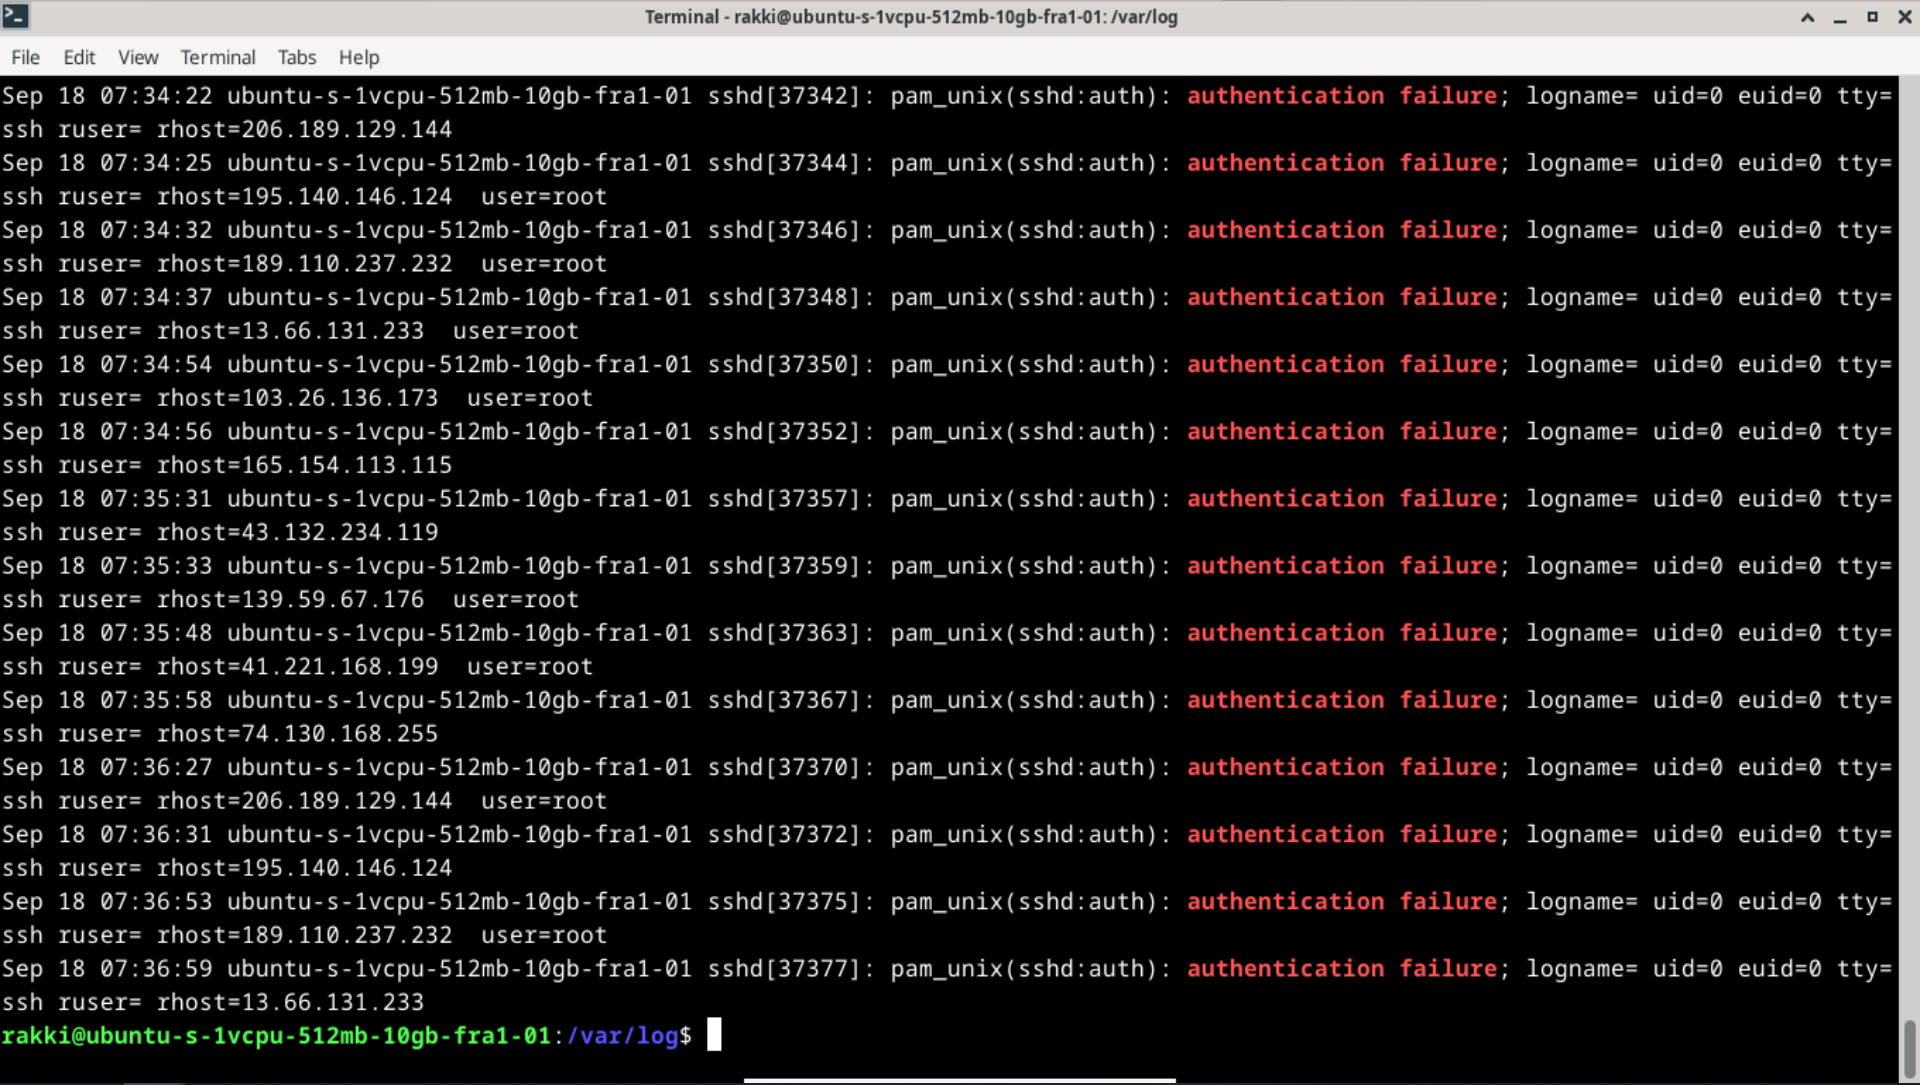 Terminal - rakki@ubuntu-s-1vcpu-512mb-10gb-fra1-01: /var/log
File Edit View Terminal Tabs Help
Sep 18 07:34:22 ubuntu-s-1vcpu-512mb-10gb-fra1-01 sshd[37342]: pam_unix(sshd:auth): authentication failure; logname= uid=0 euid=0 tty=
ssh ruser= rhost=206.189.129.144
Sep 18 07:34:25 ubuntu-s-1vcpu-512mb-10gb-fra1-01 sshd[37344]: pam_unix(sshd:auth): authentication failure; logname= uid=0 euid=0 tty=
ssh ruser= rhost=195.140.146.124  user=root
Sep 18 07:34:32 ubuntu-s-1vcpu-512mb-10gb-fra1-01 sshd[37346]: pam_unix(sshd:auth): authentication failure; logname= uid=0 euid=0 tty=
ssh ruser= rhost=189.110.237.232  user=root
Sep 18 07:34:37 ubuntu-s-1vcpu-512mb-10gb-fra1-01 sshd[37348]: pam_unix(sshd:auth): authentication failure; logname= uid=0 euid=0 tty=
ssh ruser= rhost=13.66.131.233  user=root
Sep 18 07:34:54 ubuntu-s-1vcpu-512mb-10gb-fra1-01 sshd[37350]: pam_unix(sshd:auth): authentication failure; logname= uid=0 euid=0 tty=
ssh ruser= rhost=103.26.136.173  user=root
Sep 18 07:34:56 ubuntu-s-1vcpu-512mb-10gb-fra1-01 sshd[37352]: pam_unix(sshd:auth): authentication failure; logname= uid=0 euid=0 tty=
ssh ruser= rhost=165.154.113.115
Sep 18 07:35:31 ubuntu-s-1vcpu-512mb-10gb-fra1-01 sshd[37357]: pam_unix(sshd:auth): authentication failure; logname= uid=0 euid=0 tty=
ssh ruser= rhost=43.132.234.119
Sep 18 07:35:33 ubuntu-s-1vcpu-512mb-10gb-fra1-01 sshd[37359]: pam_unix(sshd:auth): authentication failure; logname= uid=0 euid=0 tty=
ssh ruser= rhost=139.59.67.176  user=root
Sep 18 07:35:48 ubuntu-s-1vcpu-512mb-10gb-fra1-01 sshd[37363]: pam_unix(sshd:auth): authentication failure; logname= uid=0 euid=0 tty=
ssh ruser= rhost=41.221.168.199  user=root
Sep 18 07:35:58 ubuntu-s-1vcpu-512mb-10gb-fra1-01 sshd[37367]: pam_unix(sshd:auth): authentication failure; logname= uid=0 euid=0 tty=
ssh ruser= rhost=74.130.168.255
Sep 18 07:36:27 ubuntu-s-1vcpu-512mb-10gb-fra1-01 sshd[37370]: pam_unix(sshd:auth): authentication failure; logname= uid=0 euid=0 tty=
ssh ruser= rhost=206.189.129.144  user=root
Sep 18 07:36:31 ubuntu-s-1vcpu-512mb-10gb-fra1-01 sshd[37372]: pam_unix(sshd:auth): authentication failure; logname= uid=0 euid=0 tty=
ssh ruser= rhost=195.140.146.124
Sep 18 07:36:53 ubuntu-s-1vcpu-512mb-10gb-fra1-01 sshd[37375]: pam_unix(sshd:auth): authentication failure; logname= uid=0 euid=0 tty=
ssh ruser= rhost=189.110.237.232  user=root
Sep 18 07:36:59 ubuntu-s-1vcpu-512mb-10gb-fra1-01 sshd[37377]: pam_unix(sshd:auth): authentication failure; logname= uid=0 euid=0 tty=
ssh ruser= rhost=13.66.131.233
rakki@ubuntu-s-1vcpu-512mb-10gb-fra1-01:/var/log$